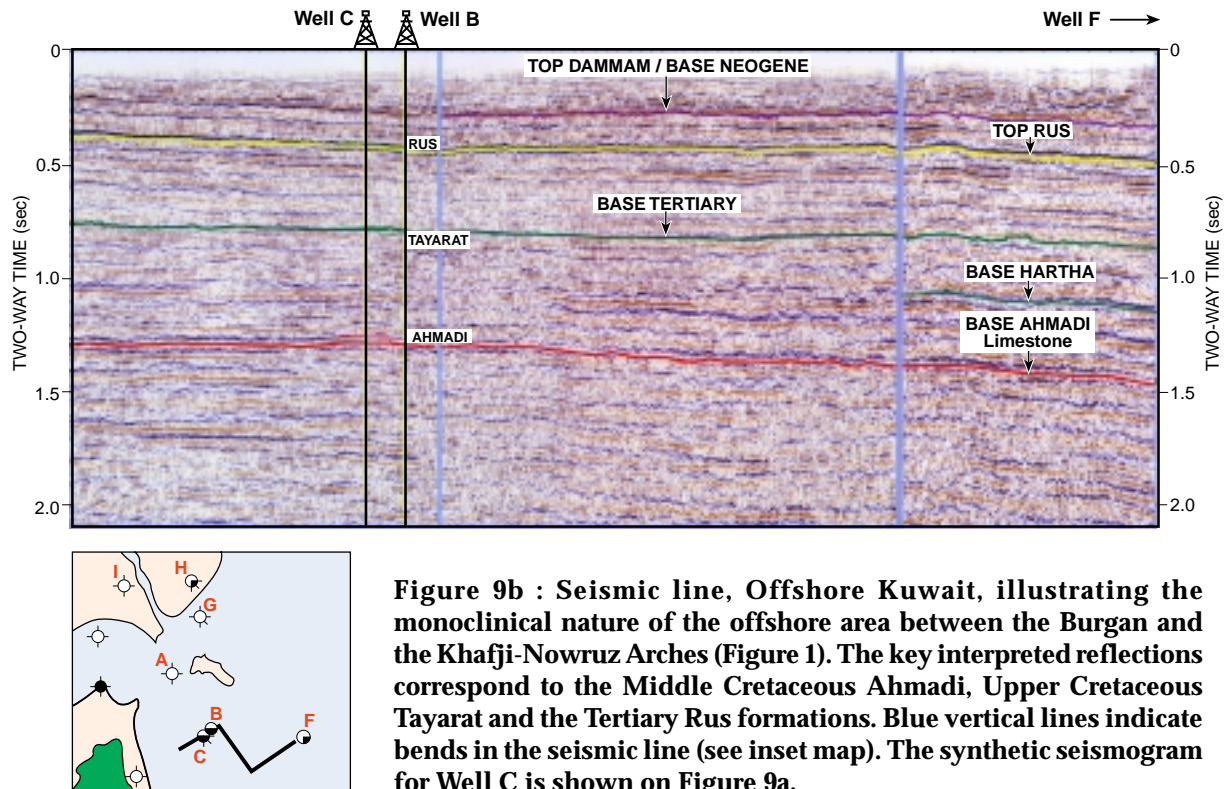 Well C Well B Well F
0 0
TOP DAMMAM / BASE NEOGENE
TOP RUS
RUS
0.5 0.5
BASE TERTIARY
TAYARAT
BASE HARTHA
1.0 1.0
BASE AHMADI
Limestone
AHMADI
1.5 1.5
2.0 2.0
TWO-WAY TIME (sec)
TWO-WAY TIME (sec)
I H
G
A
B F
C
Figure 9b : Seismic line, Offshore Kuwait, illustrating the
monoclinical nature of the offshore area between the Burgan and
the Khafji-Nowruz Arches (Figure 1). The key interpreted reflections
correspond to the Middle Cretaceous Ahmadi, Upper Cretaceous
Tayarat and the Tertiary Rus formations. Blue vertical lines indicate
bends in the seismic line (see inset map). The synthetic seismogram
for Well C is shown on Figure 9a.